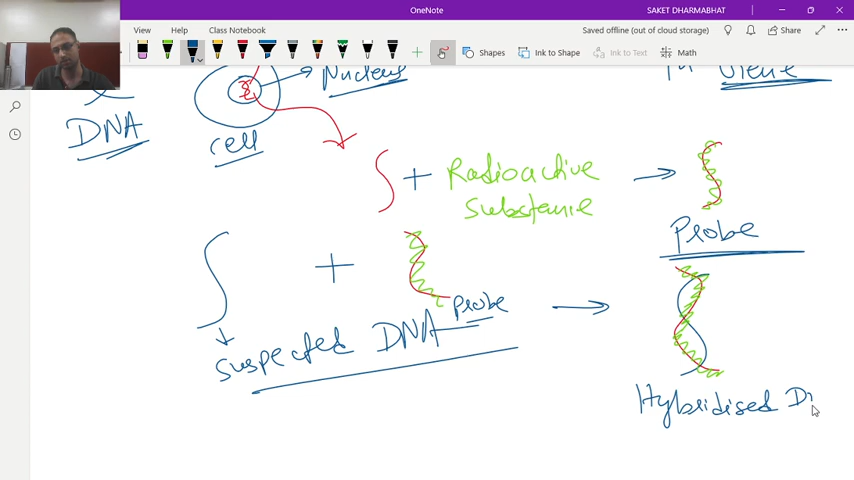 OneNote
SAKET DHARMABHAT
View Help Class Notebook
Saved offline (out of cloud storage)
Share
Shapes
Ink to Shape
Ink to Text
Math
Nucleus
DNA
cell
+ Radioactive
substance
Probe
+
probe
suspected DNA
Hybridised D